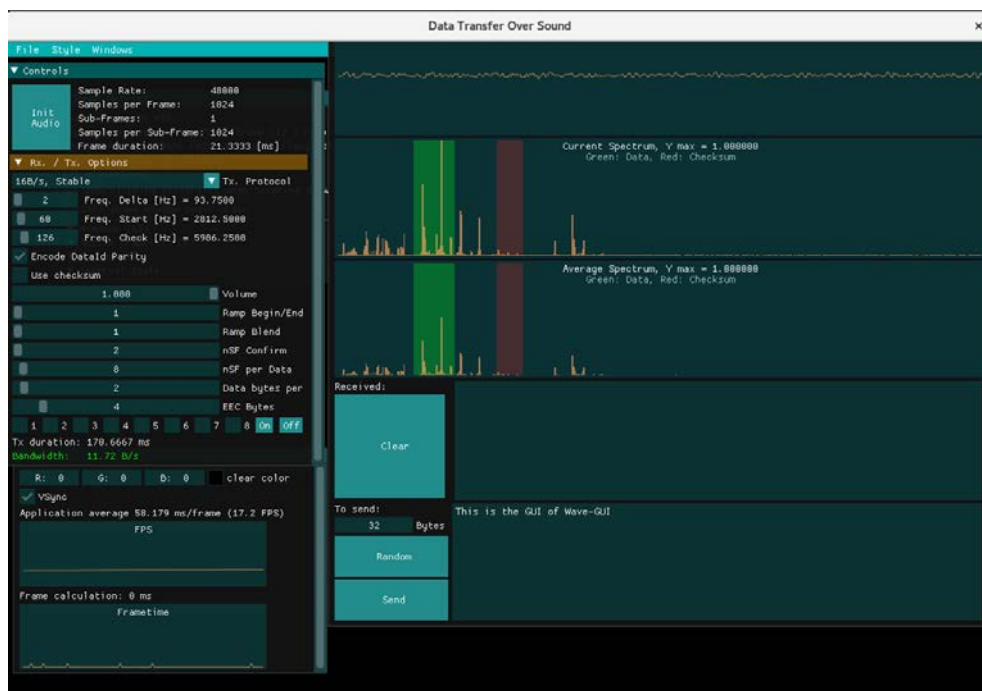 Data Transfer Over Sound
×
File Style Windows
Controls
Init Audio
Sample Rate: 48000
Samples per Frame: 1024
Sub-Frames: 1
Samples per Sub-Frame: 1024
Frame duration: 21.3333 [ms]
Rx. / Tx. Options
16B/s, Stable Tx. Protocol
2 Freq. Delta [Hz] = 93.7500
60 Freq. Start [Hz] = 2812.5000
126 Freq. Check [Hz] = 5906.2500
Encode DataId Parity
Use checksum
1.000 Volume
1 Ramp Begin/End
1 Ramp Blend
2 nSF Confirm
8 nSF per Data
2 Data bytes per
4 EEC Bytes
1 2 3 4 5 6 7 8 On Off
Tx duration: 170.6667 ms
Bandwidth: 11.72 B/s
R: 0 G: 0 B: 0 clear color
VSync
Application average 58.179 ms/frame (17.2 FPS)
FPS
Frame calculation: 0 ms
Frametime
Current Spectrum, Y max = 1.000000
Green: Data, Red: Checksum
Average Spectrum, Y max = 1.000000
Green: Data, Red: Checksum
Received:
Clear
To send:
32 Bytes
Random
Send
This is the GUI of Wave-GUI